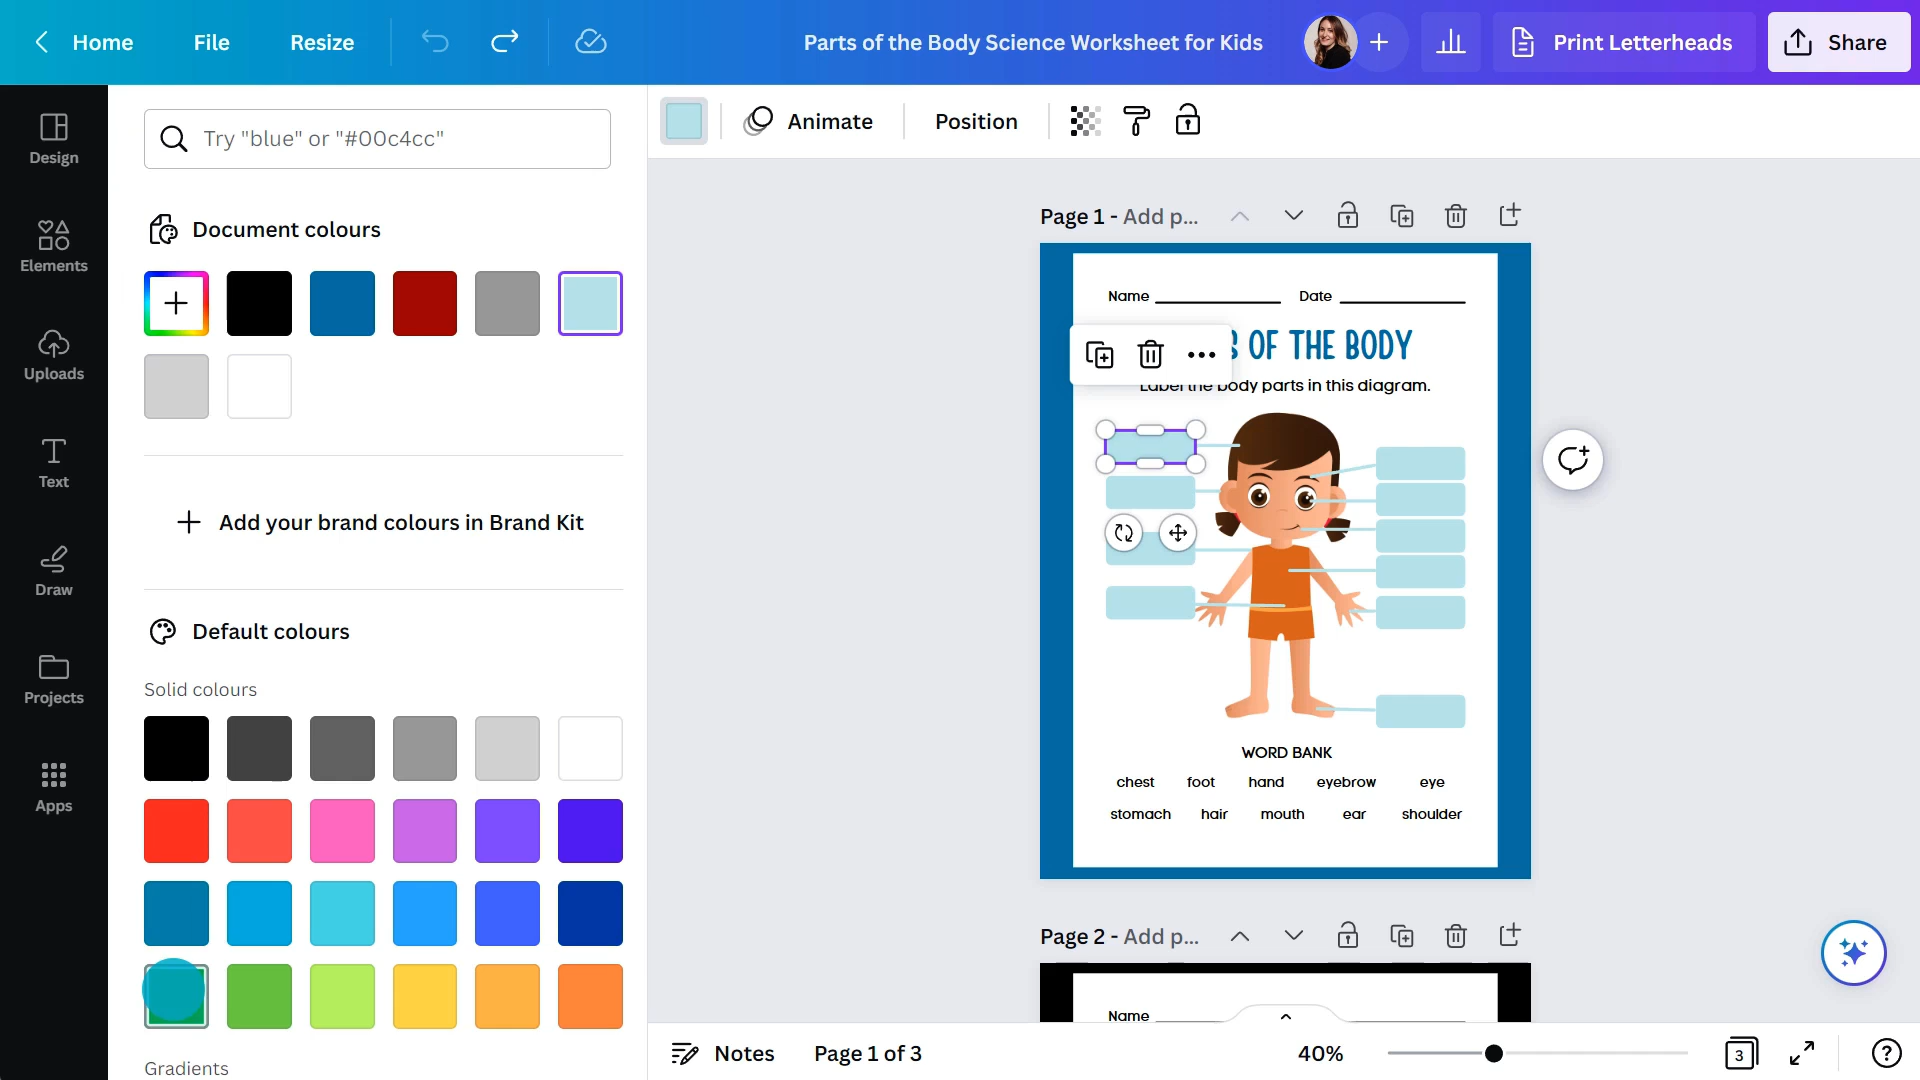 Home
File
Resize
Parts of the Body Science Worksheet for Kids
Print Letterheads
Share
Design
Elements
Uploads
Text
Draw
Projects
Apps
Try "blue" or "#00c4cc"
Document colours
Add your brand colours in Brand Kit
Default colours
Solid colours
Gradients
Animate
Position
Page 1 - Add p...
Name
Date
OF THE BODY
Label the body parts in this diagram.
WORD BANK
chest foot hand eyebrow eye
stomach hair mouth ear shoulder
Page 2 - Add p...
Name
Notes
Page 1 of 3
40%
3